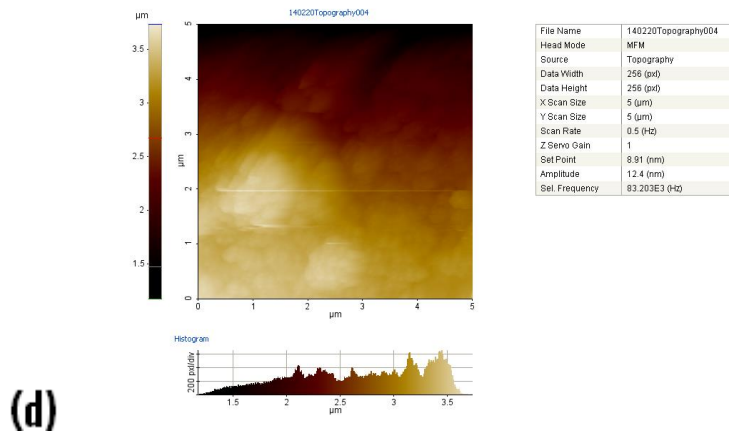 140220Topography004
µm
3.5
3
2.5
2
1.5
µm
5
4
3
2
1
0
0
1
2
3
4
5
µm
File Name 140220Topography004
Head Mode MFM
Source Topography
Data Width 256 (pxl)
Data Height 256 (pxl)
X Scan Size 5 (µm)
Y Scan Size 5 (µm)
Scan Rate 0.5 (Hz)
Z Servo Gain 1
Set Point 8.91 (nm)
Amplitude 12.4 (nm)
Sel. Frequency 83.203E3 (Hz)
Histogram
200 pxl/div
1.5
2
2.5
3
3.5
µm
(d)